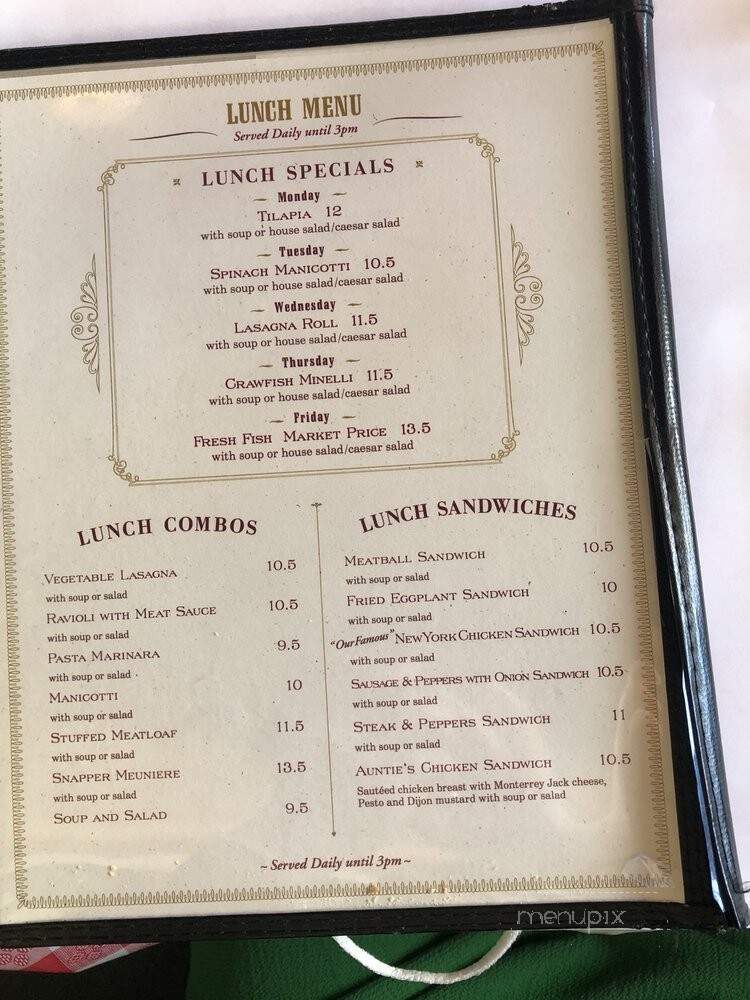 LUNCH MENU
Served Daily until 3pm
LUNCH SPECIALS
Monday
TILAPIA 12
with soup or house salad/caesar salad
Tuesday
SPINACH MANICOTTI 10.5
with soup or house salad/caesar salad
Wednesday
LASAGNA ROLL 11.5
with soup or house salad/caesar salad
Thursday
CRAWFISH MINELLI 11.5
with soup or house salad/caesar salad
Friday
FRESH FISH MARKET PRICE 13.5
with soup or house salad/caesar salad
LUNCH COMBOS
VEGETABLE LASAGNA 10.5
with soup or salad
RAVIOLI WITH MEAT SAUCE 10.5
with soup or salad
PASTA MARINARA 9.5
with soup or salad
MANICOTTI 10
with soup or salad
STUFFED MEATLOAF 11.5
with soup or salad
SNAPPER MEUNIERE 13.5
with soup or salad
SOUP AND SALAD 9.5
LUNCH SANDWICHES
MEATBALL SANDWICH 10.5
with soup or salad
FRIED EGGPLANT SANDWICH 10
with soup or salad
"Our Famous" NEW YORK CHICKEN SANDWICH 10.5
with soup or salad
SAUSAGE & PEPPERS WITH ONION SANDWICH 10.5
with soup or salad
STEAK & PEPPERS SANDWICH 11
with soup or salad
AUNTIE'S CHICKEN SANDWICH 10.5
Sautéed chicken breast with Monterrey Jack cheese,
Pesto and Dijon mustard with soup or salad
~ Served Daily until 3pm ~
menupix